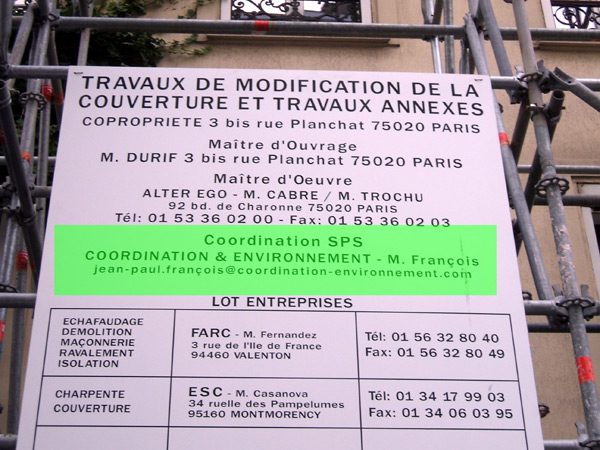 TRAVAUX DE MODIFICATION DE LA
COUVERTURE ET TRAVAUX ANNEXES
COPROPRIETE 3 bis rue Planchat 75020 PARIS
Maître d'Ouvrage
M. DURIF 3 bis rue Planchat 75020 PARIS
Maître d'Oeuvre
ALTER EGO - M. CABRE / M. TROCHU
92 bd. de Charonne 75020 PARIS
Tél: 01 53 36 02 00 - Fax: 01 53 36 02 03
Coordination SPS
COORDINATION & ENVIRONNEMENT - M. François
jean-paul.françois@coordination-environnement.com
LOT ENTREPRISES
ECHAFAUDAGE
DEMOLITION
MAÇONNERIE
RAVALEMENT
ISOLATION
FARC - M. Fernandez
3 rue de l'Ile de France
94460 VALENTON
Tél: 01 56 32 80 40
Fax: 01 56 32 80 49
CHARPENTE
COUVERTURE
ESC - M. Casanova
34 ruelle des Pampelumes
95160 MONTMORENCY
Tél: 01 34 17 99 03
Fax: 01 34 06 03 95